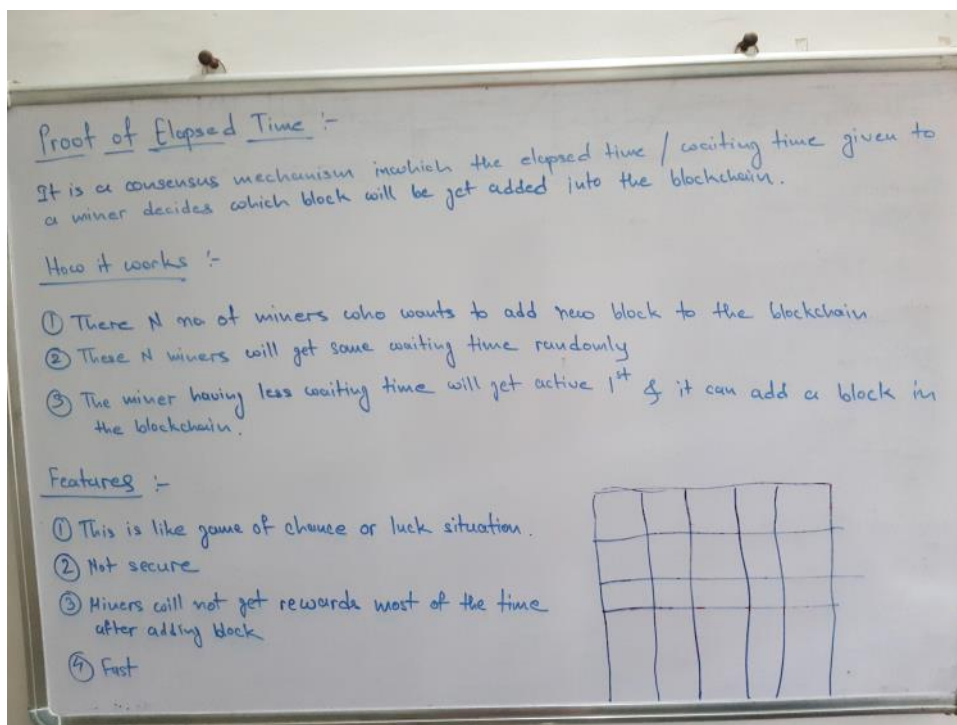 Proof of Elapsed Time :-
It is a consensus mechanism inwhich the elapsed time / waiting time given to
a miner decides which block will be get added into the blockchain.
How it works :-
① There N no of miners who wants to add new block to the blockchain
② These N miners will get some waiting time randomly
③ The miner having less waiting time will get active 1st & it can add a block in
the blockchain.
Features :-
① This is like game of chance or luck situation.
② Not secure
③ Miners will not get rewards most of the time
after adding block
④ Fast